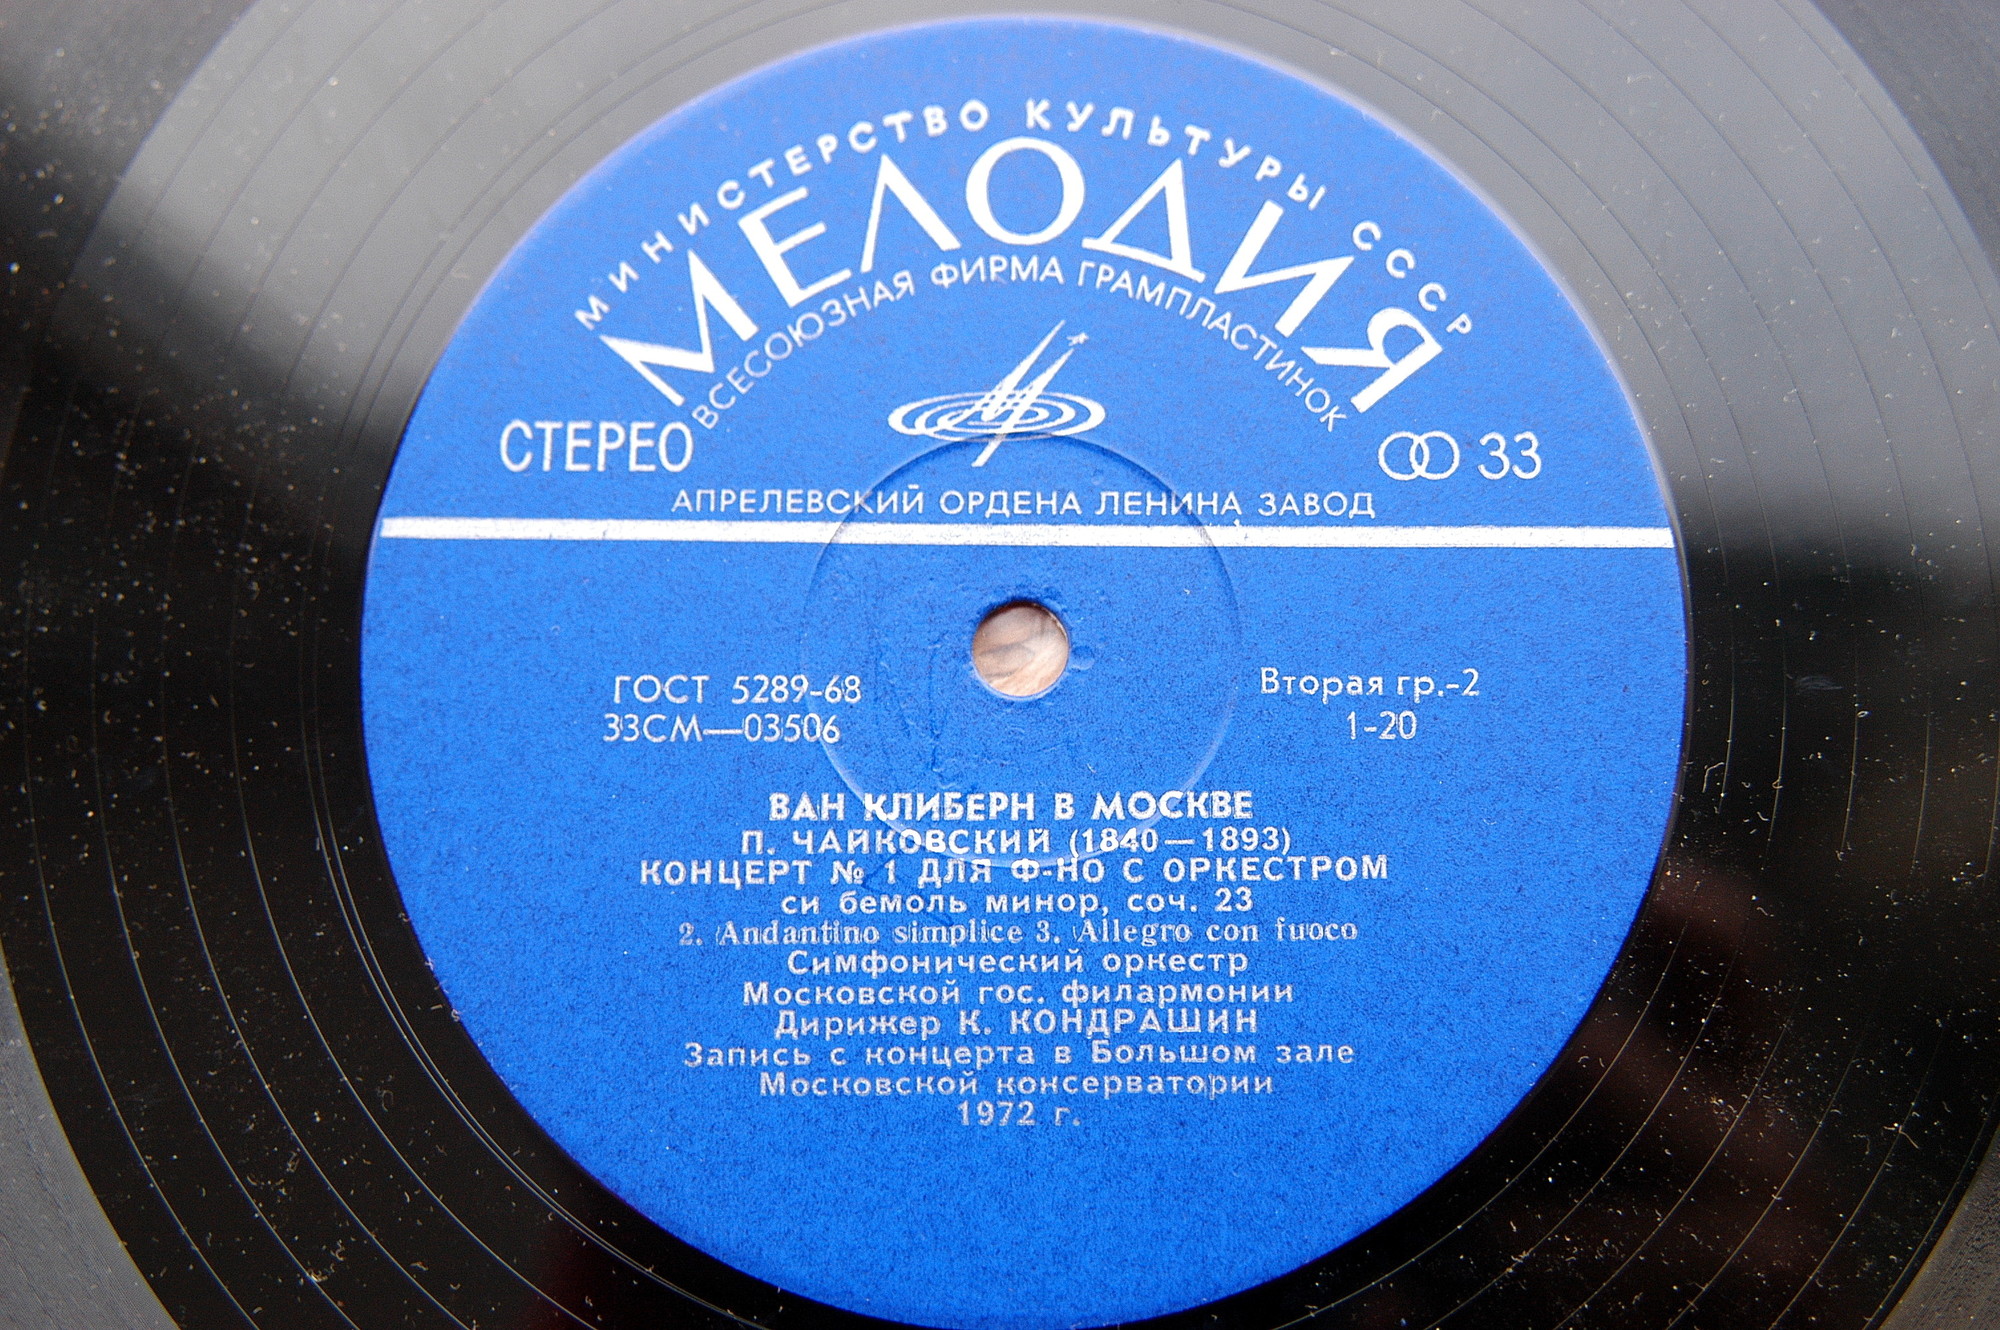 МИНИСТЕРСТВО КУЛЬТУРЫ СССР
МЕЛОДИЯ
ВСЕСОЮЗНАЯ ФИРМА ГРАМПЛАСТИНОК
СТЕРЕО
33
АПРЕЛЕВСКИЙ ОРДЕНА ЛЕНИНА ЗАВОД
ГОСТ 5289-68
33СМ—03506
Вторая гр.-2
1-20
ВАН КЛИБЕРН В МОСКВЕ
П. ЧАЙКОВСКИЙ (1840—1893)
КОНЦЕРТ № 1 ДЛЯ Ф-НО С ОРКЕСТРОМ
си бемоль минор, соч. 23
2. Andantino simplice 3. Allegro con fuoco
Симфонический оркестр
Московской гос. филармонии
Дирижер К. КОНДРАШИН
Запись с концерта в Большом зале
Московской консерватории
1972 г.